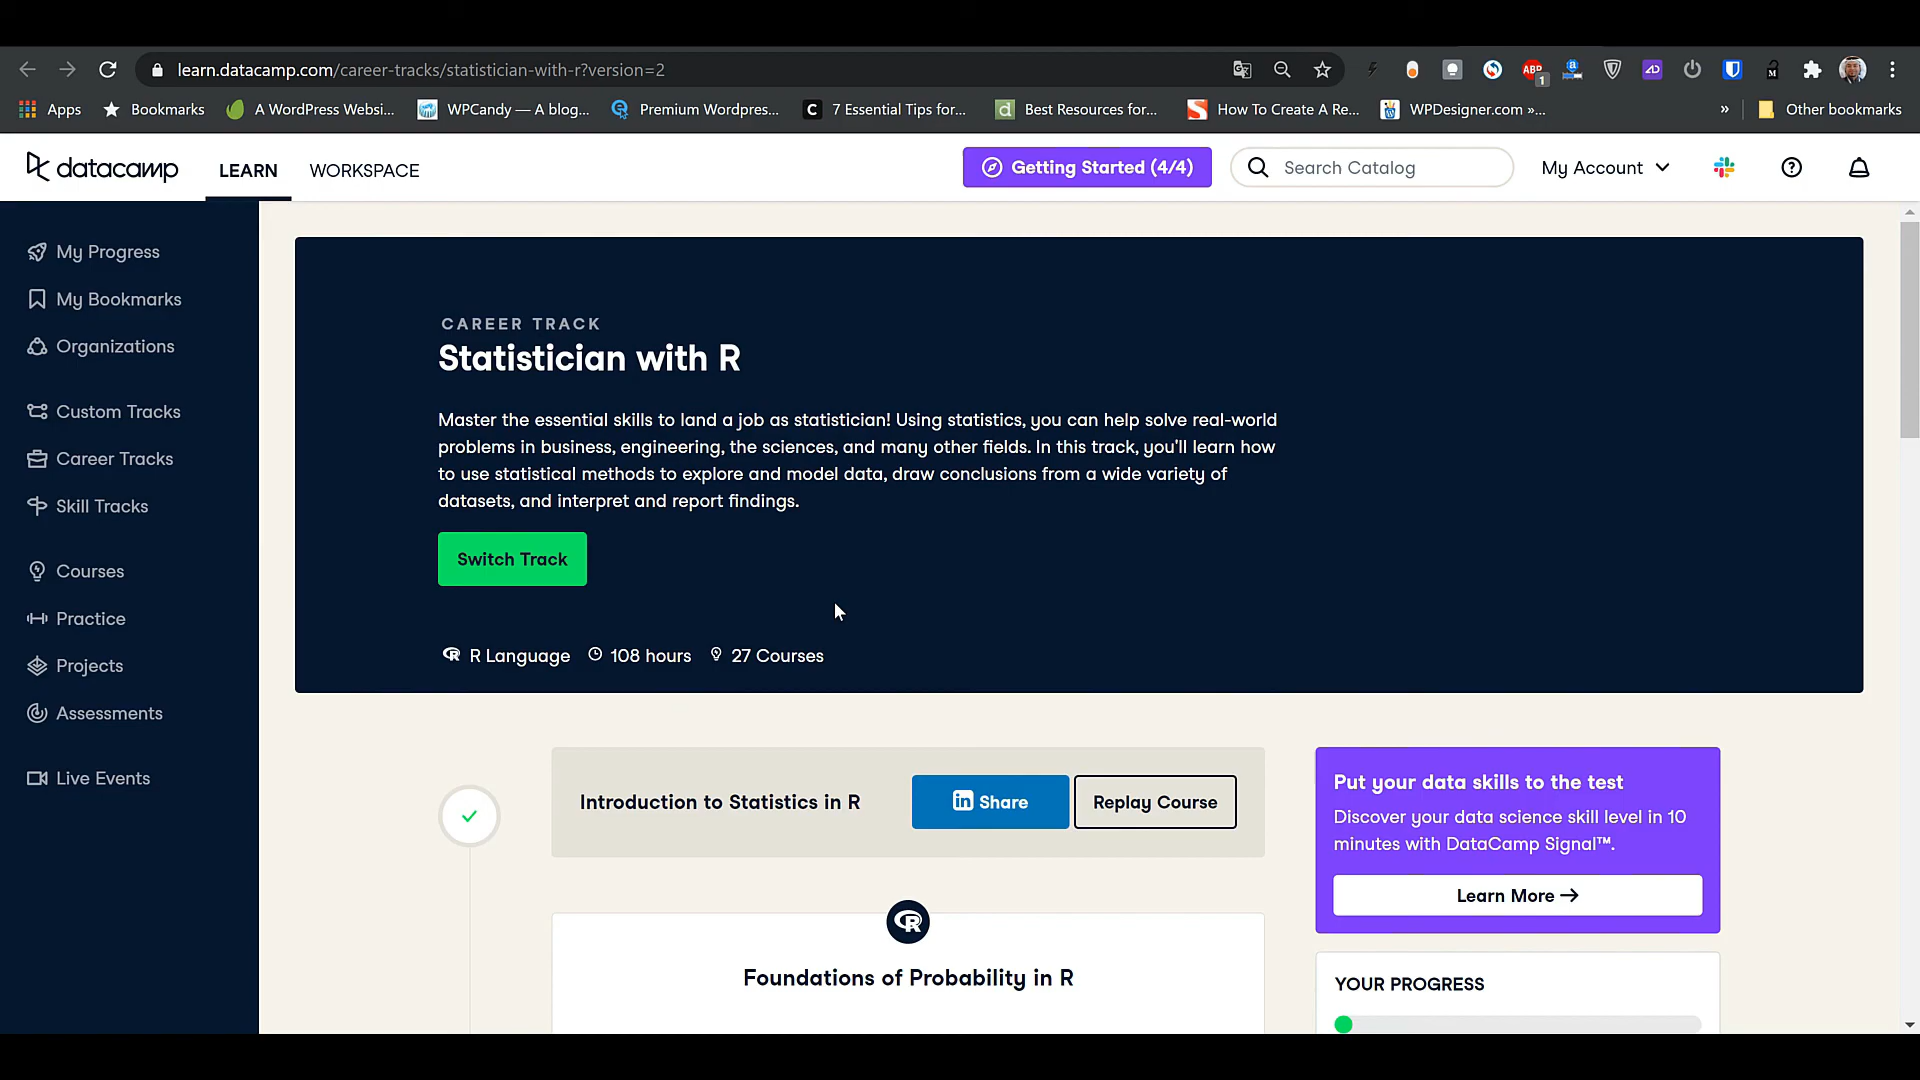 learn.datacamp.com/career-tracks/statistician-with-r?version=2
ABP
1
Apps
Bookmarks
A WordPress Websi...
WPCandy — A blog...
Premium Wordpres...
7 Essential Tips for...
Best Resources for...
How To Create A Re...
WPDesigner.com »...
»
Other bookmarks
datacamp
LEARN
WORKSPACE
Getting Started (4/4)
Search Catalog
My Account
My Progress
My Bookmarks
Organizations
Custom Tracks
Career Tracks
Skill Tracks
Courses
Practice
Projects
Assessments
Live Events
CAREER TRACK
Statistician with R
Master the essential skills to land a job as statistician! Using statistics, you can help solve real-world
problems in business, engineering, the sciences, and many other fields. In this track, you'll learn how
to use statistical methods to explore and model data, draw conclusions from a wide variety of
datasets, and interpret and report findings.
Switch Track
R Language
108 hours
27 Courses
Introduction to Statistics in R
in Share
Replay Course
Foundations of Probability in R
Put your data skills to the test
Discover your data science skill level in 10
minutes with DataCamp Signal™.
Learn More →
YOUR PROGRESS